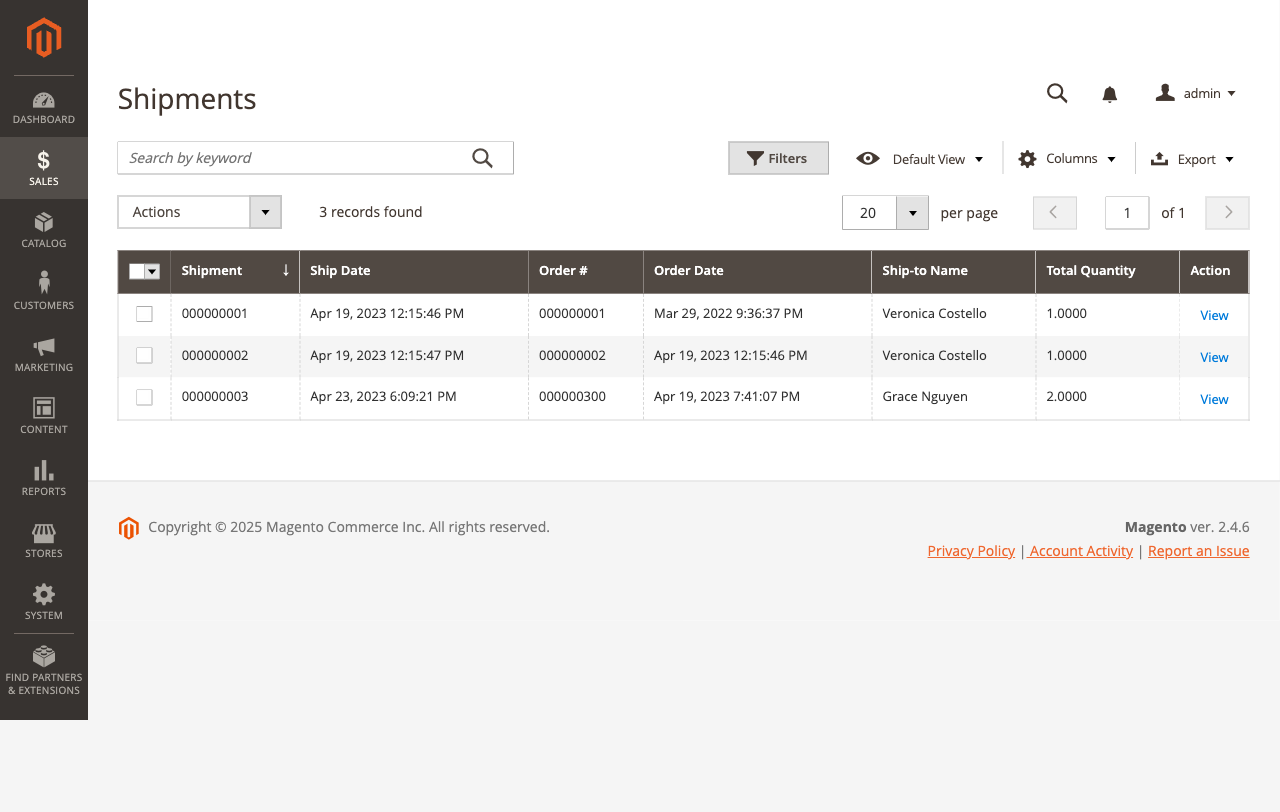 DASHBOARD
SALES
CATALOG
CUSTOMERS
MARKETING
CONTENT
REPORTS
STORES
SYSTEM
FIND PARTNERS
& EXTENSIONS
Shipments
admin
Search by keyword
Filters
Default View
Columns
Export
Actions
3 records found
20
per page
1
of 1
Shipment ↓ Ship Date Order # Order Date Ship-to Name Total Quantity Action
000000001 Apr 19, 2023 12:15:46 PM 000000001 Mar 29, 2022 9:36:37 PM Veronica Costello 1.0000 View
000000002 Apr 19, 2023 12:15:47 PM 000000002 Apr 19, 2023 12:15:46 PM Veronica Costello 1.0000 View
000000003 Apr 23, 2023 6:09:21 PM 000000300 Apr 19, 2023 7:41:07 PM Grace Nguyen 2.0000 View
Copyright © 2025 Magento Commerce Inc. All rights reserved.
Magento ver. 2.4.6
Privacy Policy | Account Activity | Report an Issue